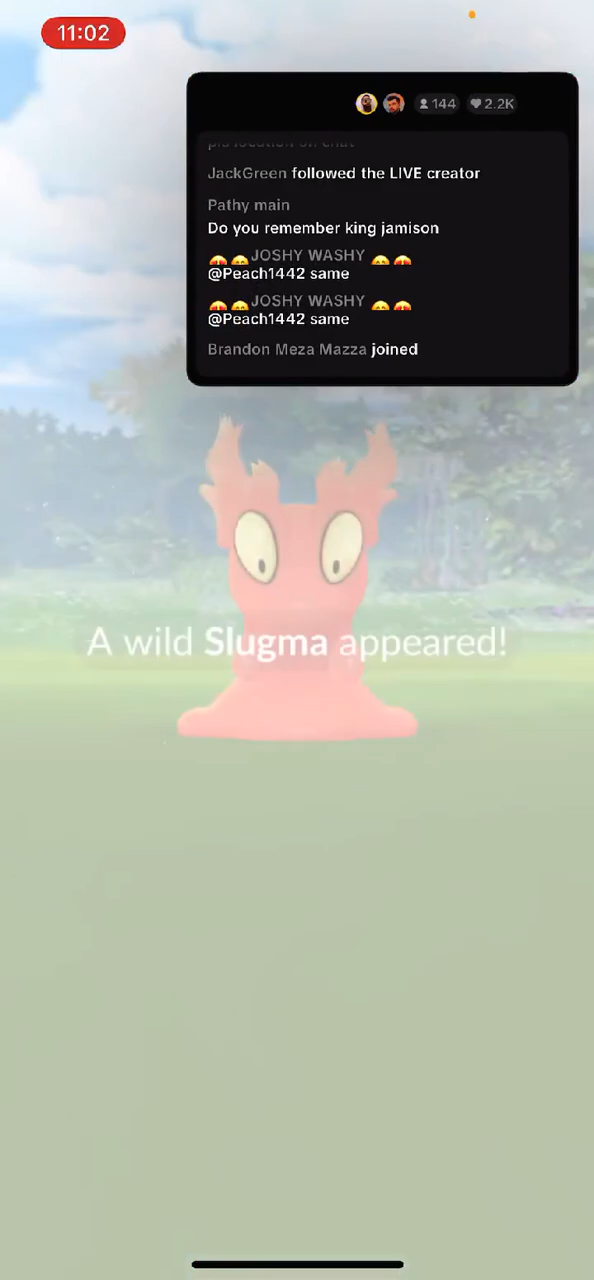 11:02
144 2.2K
JackGreen followed the LIVE creator
Pathy main
Do you remember king jamison
JOSHY WASHY
@Peach1442 same
JOSHY WASHY
@Peach1442 same
Brandon Meza Mazza joined
A wild Slugma appeared!